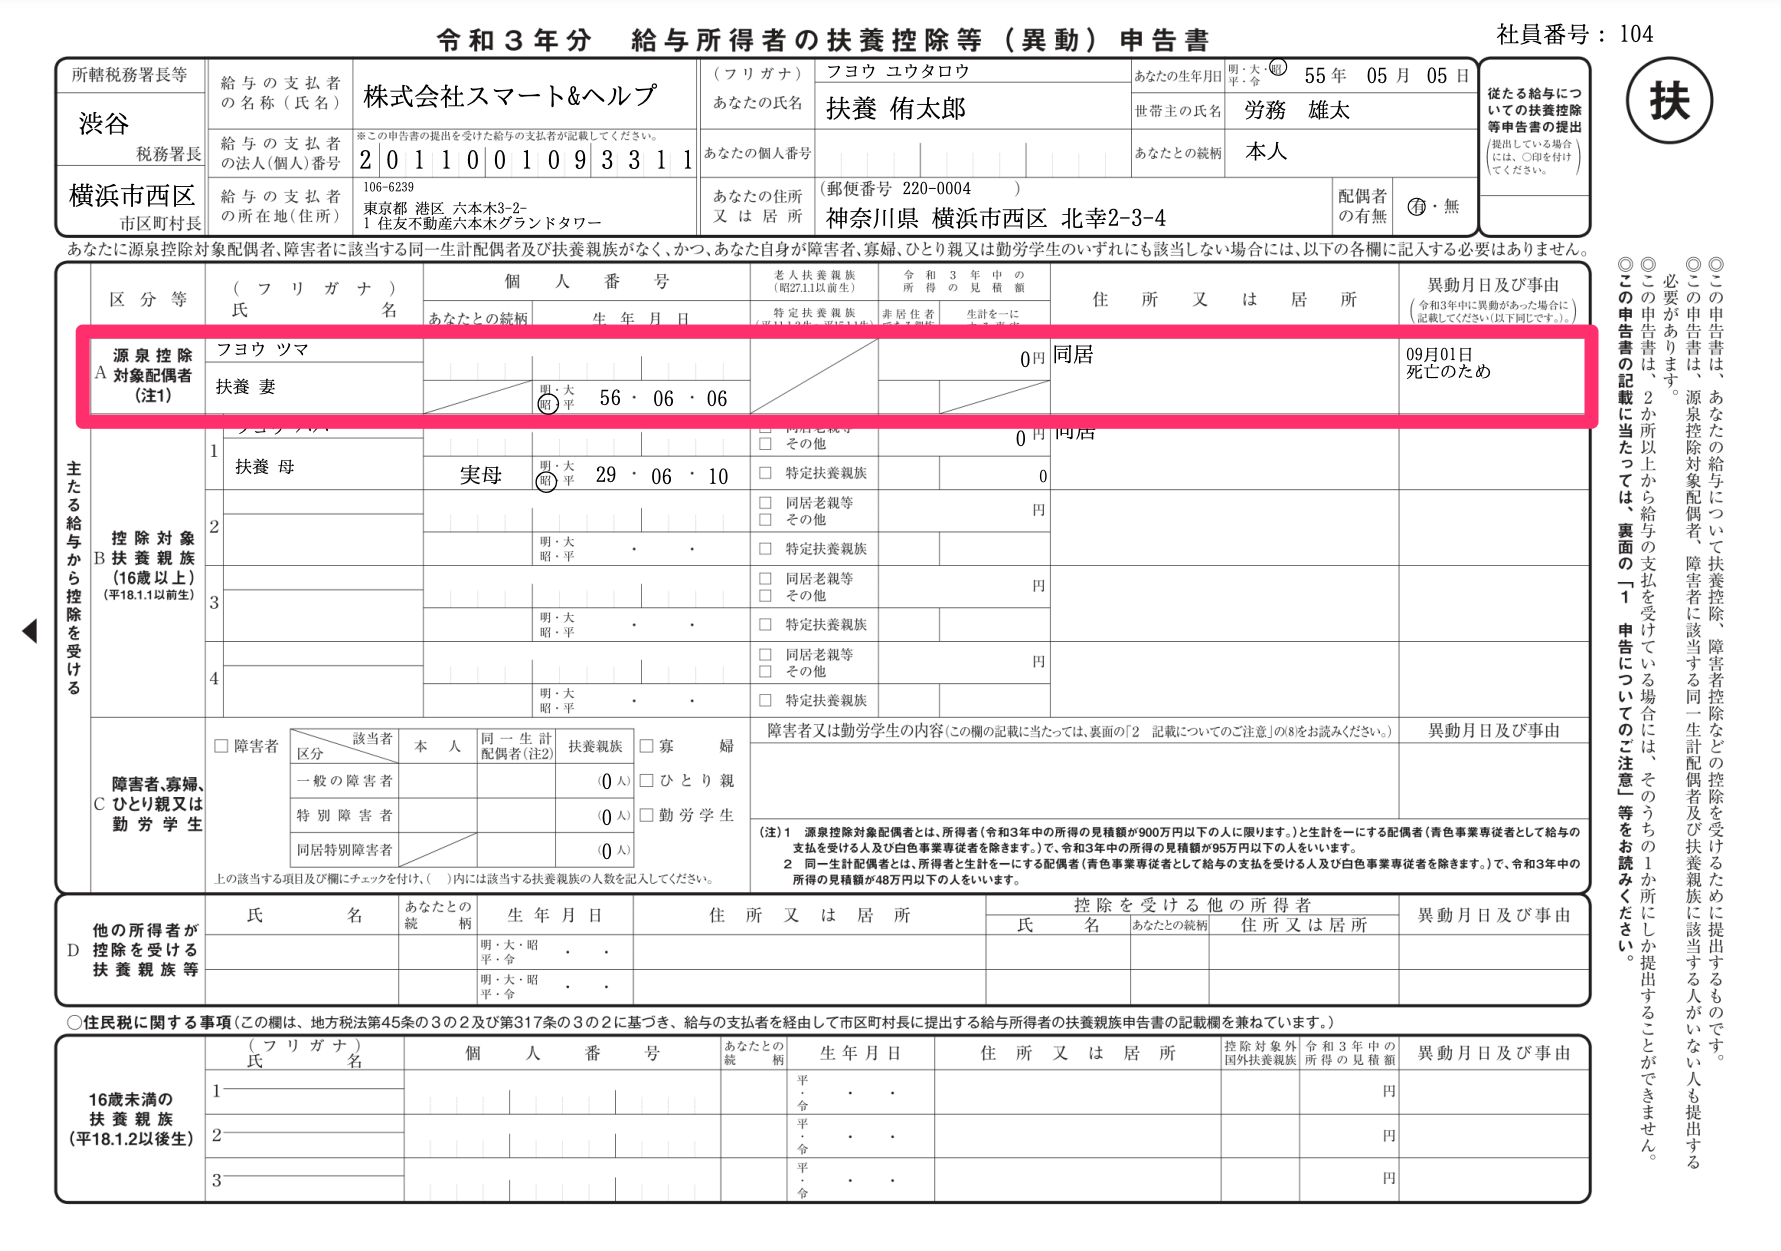 社員番号： 104
令和３年分 給与所得者の扶養控除等（異動）申告書
扶
所轄税務署長等
渋谷
税務署長
横浜市西区
市区町村長
給与の支払者の名称（氏名）
株式会社スマート&ヘルプ
給与の支払者の法人（個人）番号
※この申告書の提出を受けた給与の支払者が記載してください。
2011001093311
給与の支払者の所在地（住所）
106-6239
東京都 港区 六本木3-2-
1 住友不動産六本木グランドタワー
（フリガナ）
フヨウ ユウタロウ
あなたの氏名
扶養 侑太郎
あなたの個人番号
あなたの住所又は居所
（郵便番号 220-0004 ）
神奈川県 横浜市西区 北幸2-3-4
あなたの生年月日
明・大・昭
平・令
55年 05月 05日
世帯主の氏名
労務 雄太
あなたとの続柄
本人
配偶者の有無
有・無
従たる給与についての扶養控除等申告書の提出
（提出している場合には、○印を付けてください。）
あなたに源泉控除対象配偶者、障害者に該当する同一生計配偶者及び扶養親族がなく、かつ、あなた自身が障害者、寡婦、ひとり親又は勤労学生のいずれにも該当しない場合には、以下の各欄に記入する必要はありません。
主たる給与から控除を受ける
区分等
（フリガナ）
氏名
個人番号
あなたとの続柄
生年月日
老人扶養親族
（昭27.1.1以前生）
特定扶養親族
令和３年中の所得の見積額
非居住者
生計を一に
住所又は居所
異動月日及び事由
（令和3年中に異動があった場合に記載してください（以下同じです。）。）
A
源泉控除対象配偶者（注1）
フヨウ ツマ
扶養 妻
明・大
昭・平
56・06・06
0円
同居
09月01日
死亡のため
B
控除対象扶養親族（16歳以上）
（平18.1.1以前生）
1
扶養 母
実母
明・大
昭・平
29・06・10
□ その他
□ 特定扶養親族
0円
0
同居
2
明・大
昭・平
・ ・
□ 同居老親等
□ その他
□ 特定扶養親族
円
3
明・大
昭・平
・ ・
□ 同居老親等
□ その他
□ 特定扶養親族
円
4
明・大
昭・平
・ ・
□ 同居老親等
□ その他
□ 特定扶養親族
円
C
障害者、寡婦、ひとり親又は勤労学生
□ 障害者
区分
該当者
本人
同一生計配偶者（注2）
扶養親族
一般の障害者
（0人）
特別障害者
（0人）
同居特別障害者
（0人）
□ 寡婦
□ ひとり親
□ 勤労学生
上の該当する項目及び欄にチェックを付け、（ ）内には該当する扶養親族の人数を記入してください。
障害者又は勤労学生の内容（この欄の記載に当たっては、裏面の「2 記載についてのご注意」の(8)をお読みください。）
異動月日及び事由
（注）1 源泉控除対象配偶者とは、所得者（令和3年中の所得の見積額が900万円以下の人に限ります。）と生計を一にする配偶者（青色事業専従者として給与の
支払を受ける人及び白色事業専従者を除きます。）で、令和3年中の所得の見積額が95万円以下の人をいいます。
2 同一生計配偶者とは、所得者と生計を一にする配偶者（青色事業専従者として給与の支払を受ける人及び白色事業専従者を除きます。）で、令和3年中の
所得の見積額が48万円以下の人をいいます。
D
他の所得者が控除を受ける扶養親族等
氏名
あなたとの続柄
生年月日
住所又は居所
控除を受ける他の所得者
氏名
あなたとの続柄
住所又は居所
異動月日及び事由
明・大・昭
平・令
・ ・
明・大・昭
平・令
・ ・
○住民税に関する事項（この欄は、地方税法第45条の３の２及び第317条の３の２に基づき、給与の支払者を経由して市区町村長に提出する給与所得者の扶養親族申告書の記載欄を兼ねています。）
16歳未満の扶養親族
（平18.1.2以後生）
（フリガナ）
氏名
個人番号
あなたとの続柄
生年月日
住所又は居所
控除対象外国外扶養親族
令和３年中の所得の見積額
異動月日及び事由
1
平・令
・ ・
円
2
平・令
・ ・
円
3
平・令
・ ・
円
◎この申告書は、あなたの給与について扶養控除、障害者控除などの控除を受けるために提出するものです。
◎この申告書は、源泉控除対象配偶者、障害者に該当する同一生計配偶者及び扶養親族に該当する人がいない人も提出する
必要があります。
◎この申告書は、２か所以上から給与の支払を受けている場合には、そのうちの１か所にしか提出することができません。
◎この申告書の記載に当たっては、裏面の「１ 申告についてのご注意」等をお読みください。